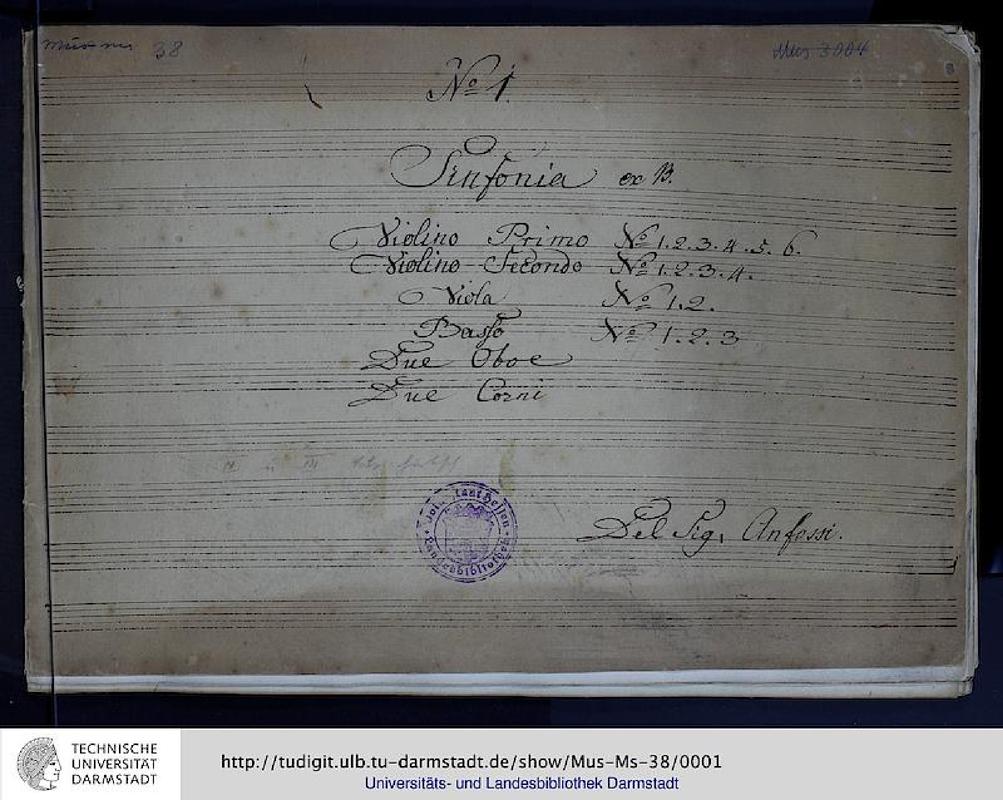 Mus ms 38
Mus 3004
No 1.
Sinfonia ex B.
Violino Primo No 1.2.3.4.5.6.
Violino Secondo No 1.2.3.4.
Viola No 1.2.
Basso No 1.2.3
Due Oboe
Due Corni
IV u III
Landesbibliothek
Del Sig. Anfossi.
TECHNISCHE
UNIVERSITÄT
DARMSTADT
http://tudigit.ulb.tu-darmstadt.de/show/Mus-Ms-38/0001
Universitäts- und Landesbibliothek Darmstadt